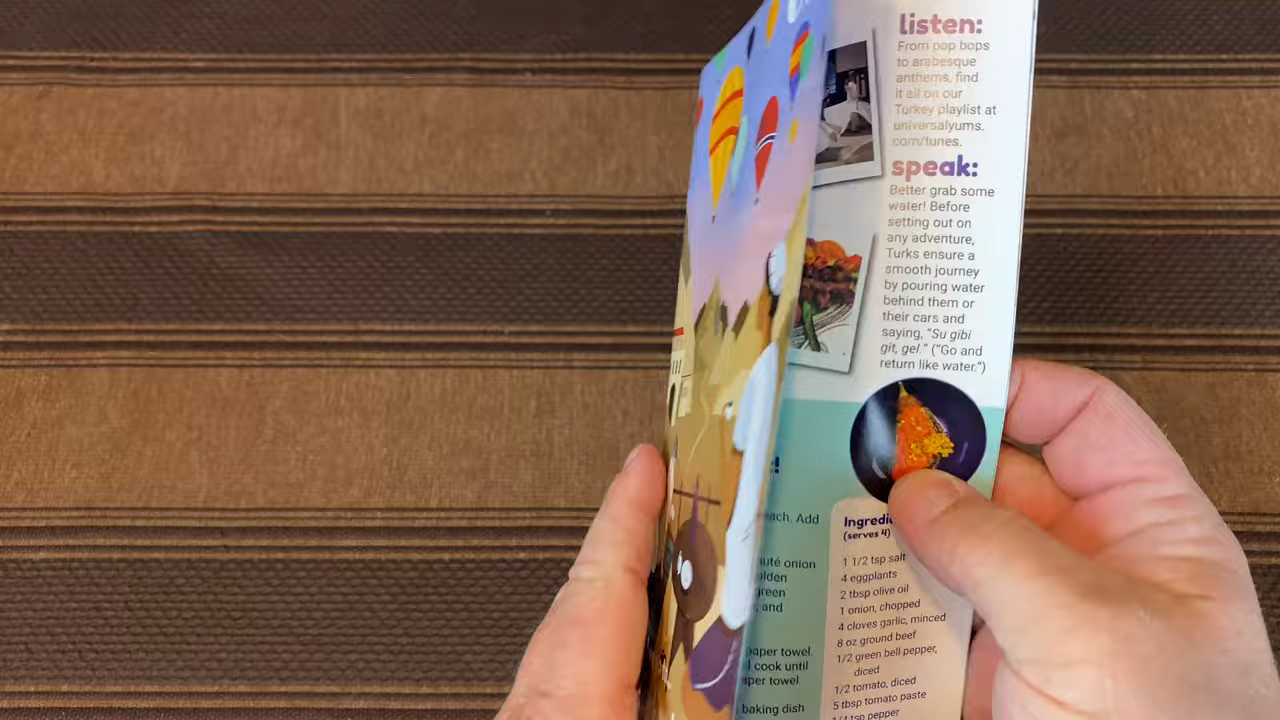 listen:
From pop bops
to arabesque
anthems, find
it all on our
Turkey playlist at
universalyums.
com/tunes.
speak:
Better grab some
water! Before
setting out on
any adventure,
Turks ensure a
smooth journey
by pouring water
behind them or
their cars and
saying, "Su gibi
git, gel." ("Go and
return like water.")
Add
onion
green
and
paper towel.
cook until
towel
baking dish
(serves 4)
1 1/2 tsp salt
4 eggplants
2 tbsp olive oil
1 onion, chopped
4 cloves garlic, minced
8 oz ground beef
1/2 green bell pepper,
diced
1/2 tomato, diced
5 tbsp tomato paste
1/4 tsp pepper